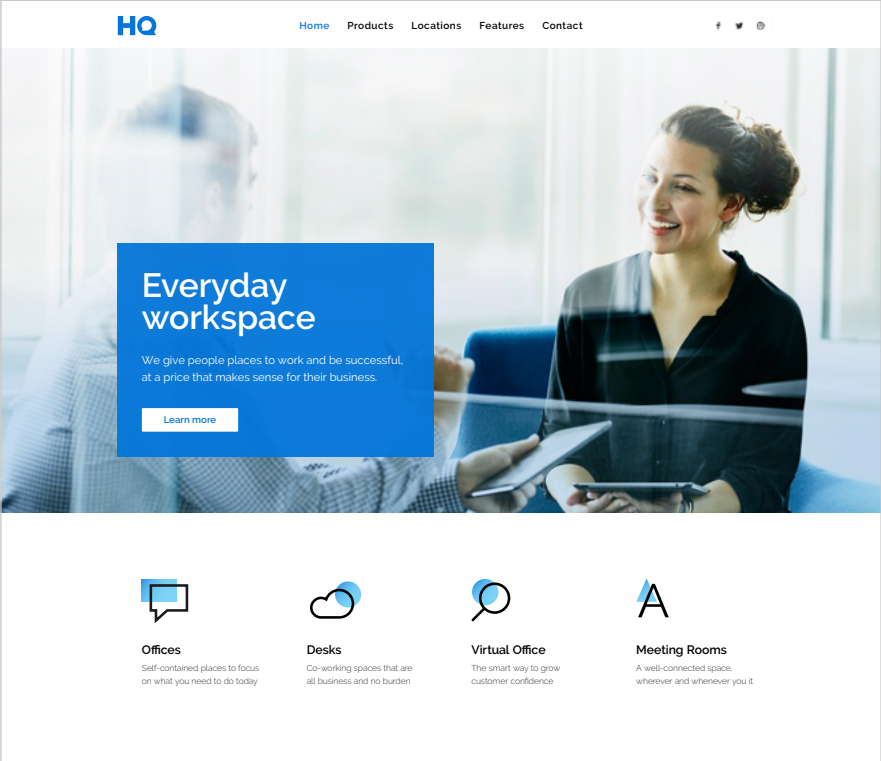 HQ
Home Products Locations Features Contact
Everyday
workspace
We give people places to work and be successful,
at a price that makes sense for their business.
Learn more
Offices
Self-contained places to focus
on what you need to do today
Desks
Co-working spaces that are
all business and no burden
Virtual Office
The smart way to grow
customer confidence
Meeting Rooms
A well-connected space,
wherever and whenever you it